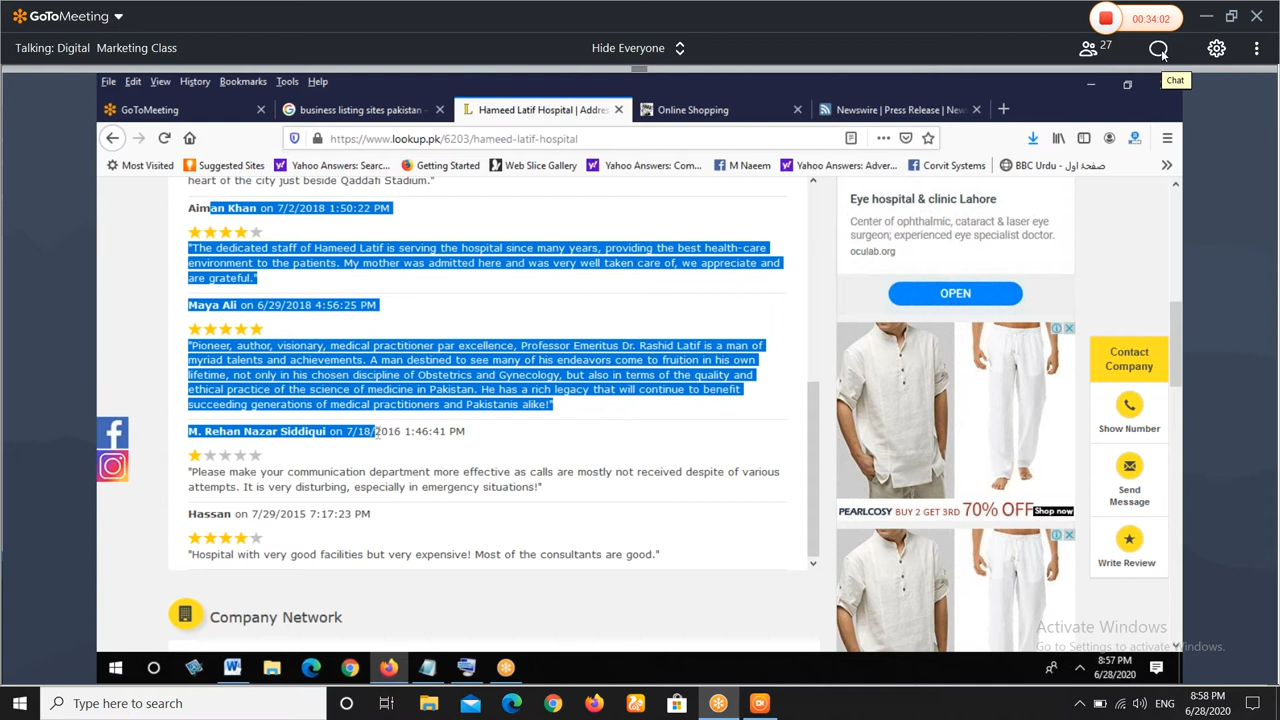 GoToMeeting
00:34:02
Talking: Digital Marketing Class
Hide Everyone
27
Chat
File Edit View History Bookmarks Tools Help
GoToMeeting
business listing sites pakistan -
Hameed Latif Hospital | Addre
Online Shopping
Newswire | Press Release | New
https://www.lookup.pk/6203/hameed-latif-hospital
Most Visited
Suggested Sites
Yahoo Answers: Searc...
Getting Started
Web Slice Gallery
Yahoo Answers: Com...
Yahoo Answers: Adver...
M Naeem
Corvit Systems
BBC Urdu - صفحۂ اول
heart of the city just beside Qaddafi Stadium."
Aiman Khan on 7/2/2018 1:50:22 PM
"The dedicated staff of Hameed Latif is serving the hospital since many years, providing the best health-care
environment to the patients. My mother was admitted here and was very well taken care of, we appreciate and
are grateful."
Maya Ali on 6/29/2018 4:56:25 PM
"Pioneer, author, visionary, medical practitioner par excellence, Professor Emeritus Dr. Rashid Latif is a man of
myriad talents and achievements. A man destined to see many of his endeavors come to fruition in his own
lifetime, not only in his chosen discipline of Obstetrics and Gynecology, but also in terms of the quality and
ethical practice of the science of medicine in Pakistan. He has a rich legacy that will continue to benefit
succeeding generations of medical practitioners and Pakistanis alike!"
M. Rehan Nazar Siddiqui on 7/18/2016 1:46:41 PM
"Please make your communication department more effective as calls are mostly not received despite of various
attempts. It is very disturbing, especially in emergency situations!"
Hassan on 7/29/2015 7:17:23 PM
"Hospital with very good facilities but very expensive! Most of the consultants are good."
Company Network
Eye hospital & clinic Lahore
Center of ophthalmic, cataract & laser eye
surgeon; experienced eye specialist doctor.
oculab.org
OPEN
PEARLCOSY BUY 2 GET 3RD 70% OFF Shop now
Contact
Company
Show Number
Send
Message
Write Review
Activate Windows
Go to Settings to activate Windows.
8:57 PM
6/28/2020
Type here to search
ENG
8:58 PM
6/28/2020